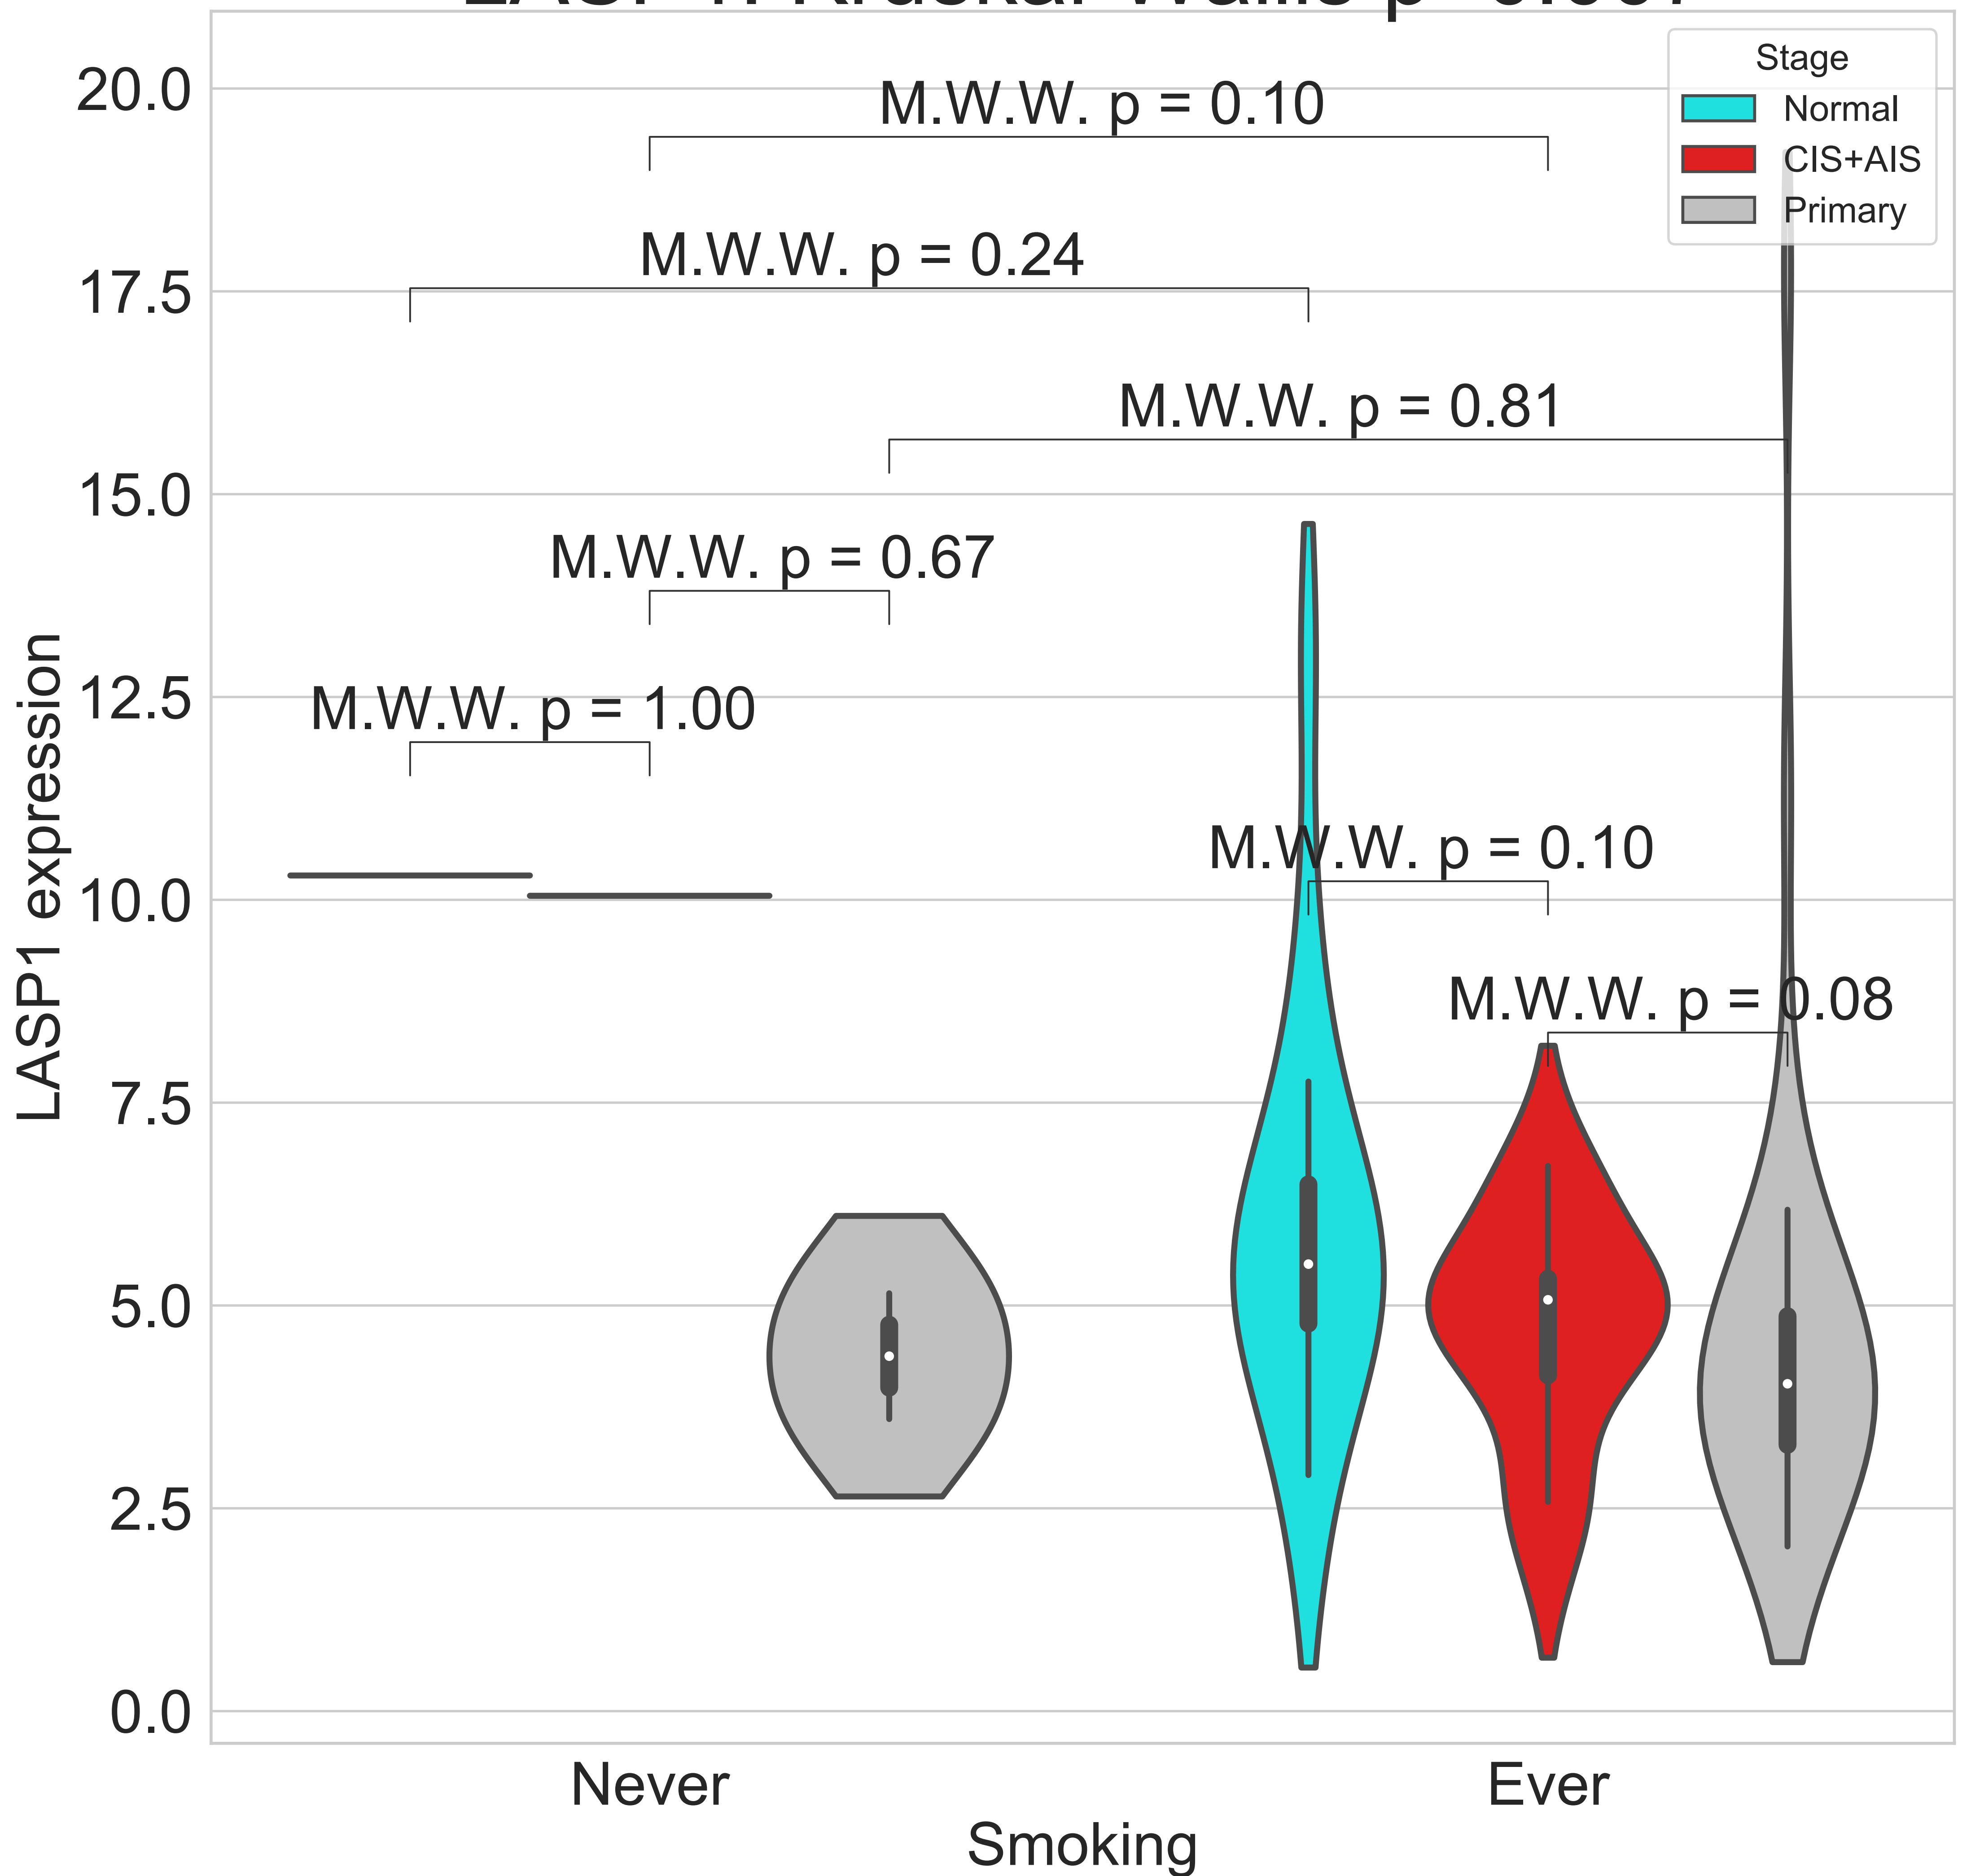 Stage
Normal
CIS+AIS
Primary
20.0
17.5
15.0
12.5
10.0
7.5
5.0
2.5
0.0
LASP1 expression
M.W.W. p = 0.10
M.W.W. p = 0.24
M.W.W. p = 0.81
M.W.W. p = 0.67
M.W.W. p = 1.00
M.W.W. p = 0.10
M.W.W. p = 0.08
Never
Ever
Smoking